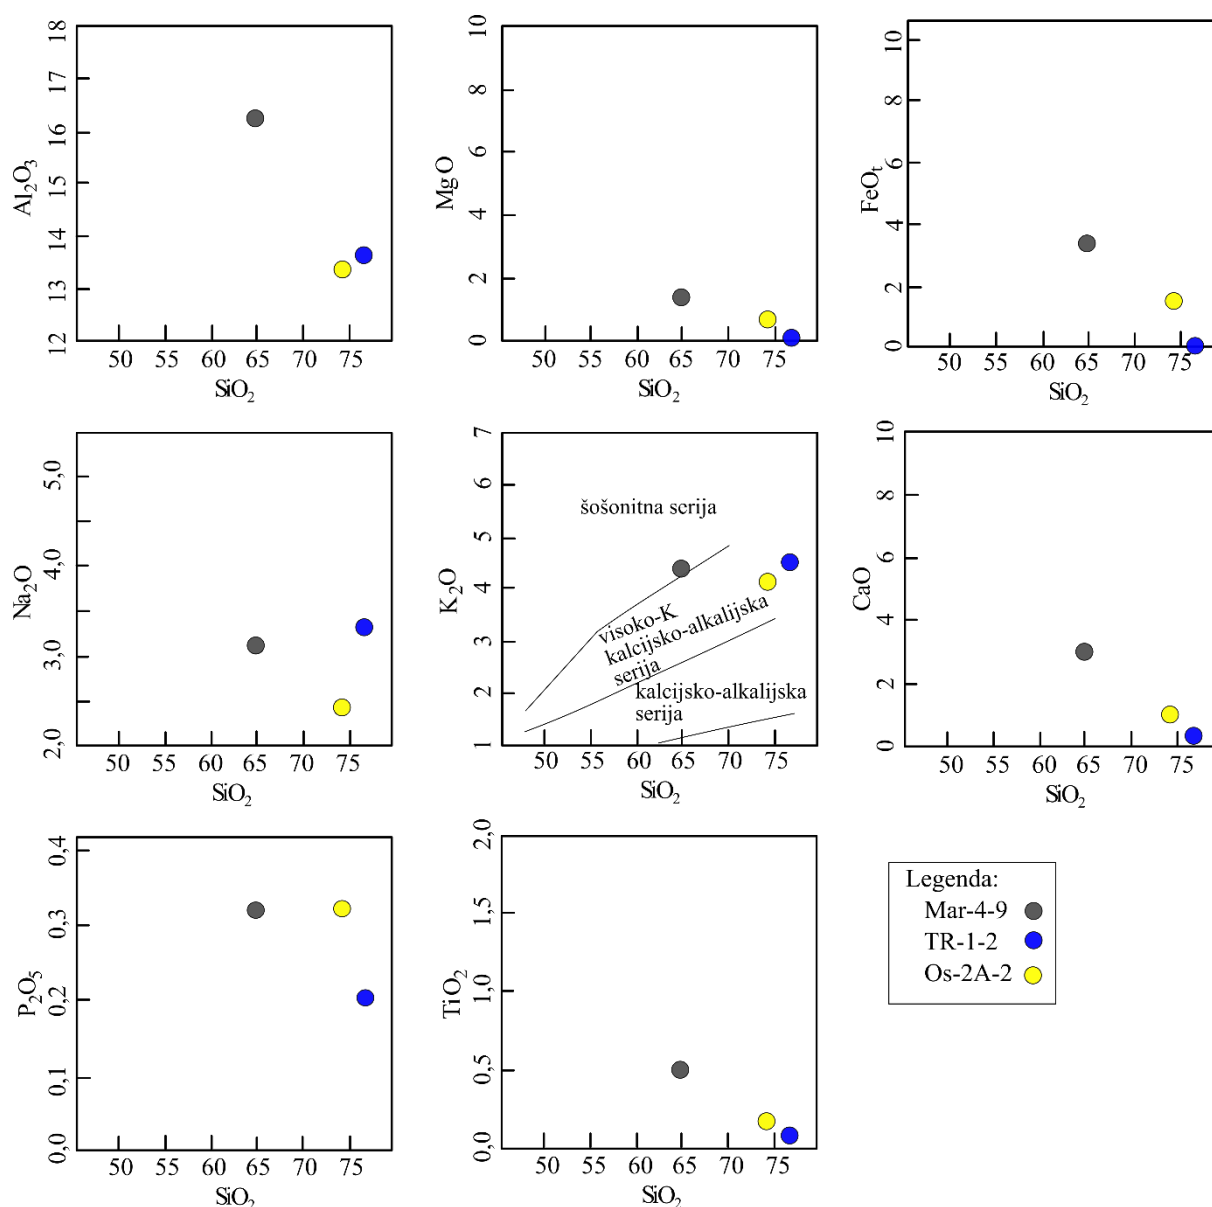 Al₂O₃
18
17
16
15
14
13
12
50 55 60 65 70 75
SiO₂
MgO
10
8
6
4
2
0
50 55 60 65 70 75
SiO₂
FeOₜ
10
8
6
4
2
0
50 55 60 65 70 75
SiO₂
Na₂O
5,0
4,0
3,0
2,0
50 55 60 65 70 75
SiO₂
K₂O
7
6
5
4
3
2
1
šošonitna serija
visoko-K
kalcijsko-alkalijska
serija
kalcijsko-alkalijska
serija
50 55 60 65 70 75
SiO₂
CaO
10
8
6
4
2
0
50 55 60 65 70 75
SiO₂
P₂O₅
0,4
0,3
0,2
0,1
0,0
50 55 60 65 70 75
SiO₂
TiO₂
2,0
1,5
1,0
0,5
0,0
50 55 60 65 70 75
SiO₂
Legenda:
Mar-4-9
TR-1-2
Os-2A-2